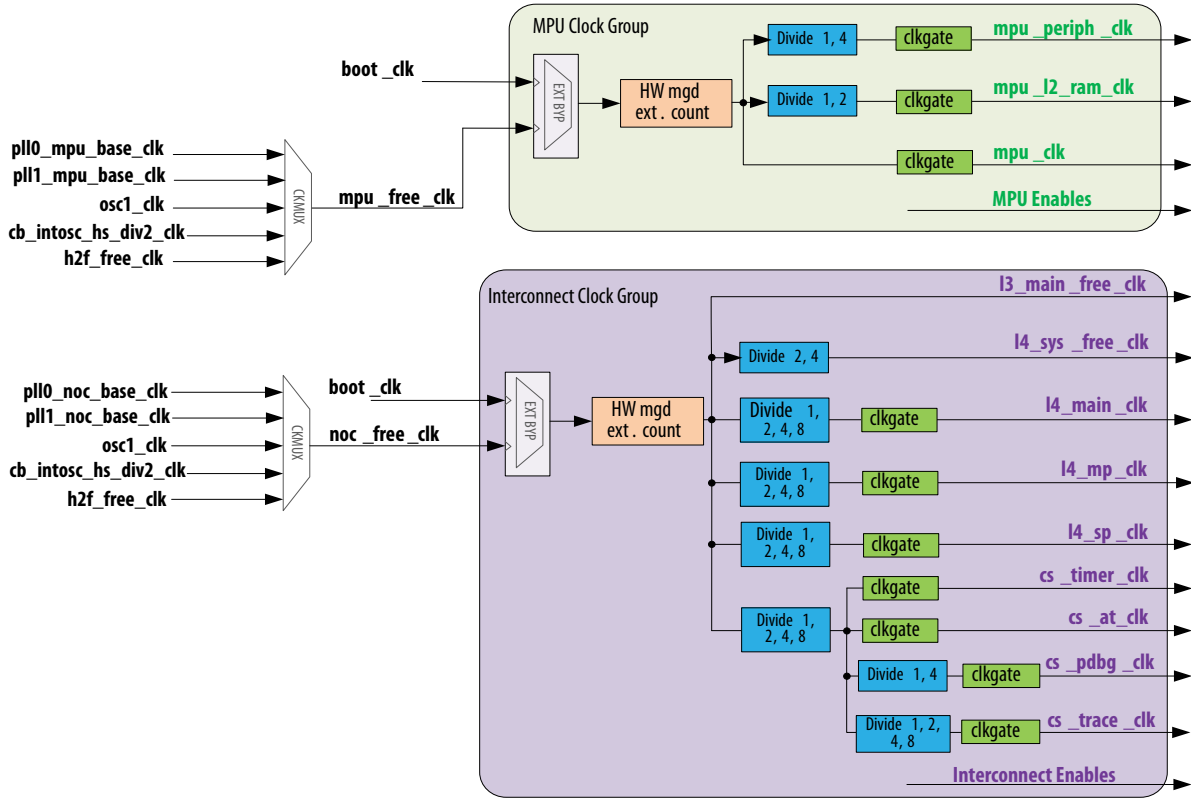 MPU Clock Group
Divide 1, 4
clkgate
mpu _periph _clk
boot _clk
EXT BYP
HW mgd
ext . count
Divide 1, 2
clkgate
mpu _l2_ram_clk
pll0_mpu_base_clk
pll1_mpu_base_clk
osc1_clk
cb_intosc_hs_div2_clk
h2f_free_clk
CKMUX
mpu _free _clk
clkgate
mpu _clk
MPU Enables
Interconnect Clock Group
l3_main _free _clk
Divide 2, 4
l4_sys _free _clk
pll0_noc_base_clk
pll1_noc_base_clk
osc1_clk
cb_intosc_hs_div2_clk
h2f_free_clk
CKMUX
boot _clk
noc _free _clk
EXT BYP
HW mgd
ext . count
Divide 1,
2, 4, 8
clkgate
l4_main _clk
Divide 1,
2, 4, 8
clkgate
l4_mp _clk
Divide 1,
2, 4, 8
clkgate
l4_sp _clk
Divide 1,
2, 4, 8
clkgate
cs _timer _clk
clkgate
cs _at_clk
Divide 1, 4
clkgate
cs _pdbg _clk
Divide 1, 2,
4, 8
clkgate
cs _trace _clk
Interconnect Enables